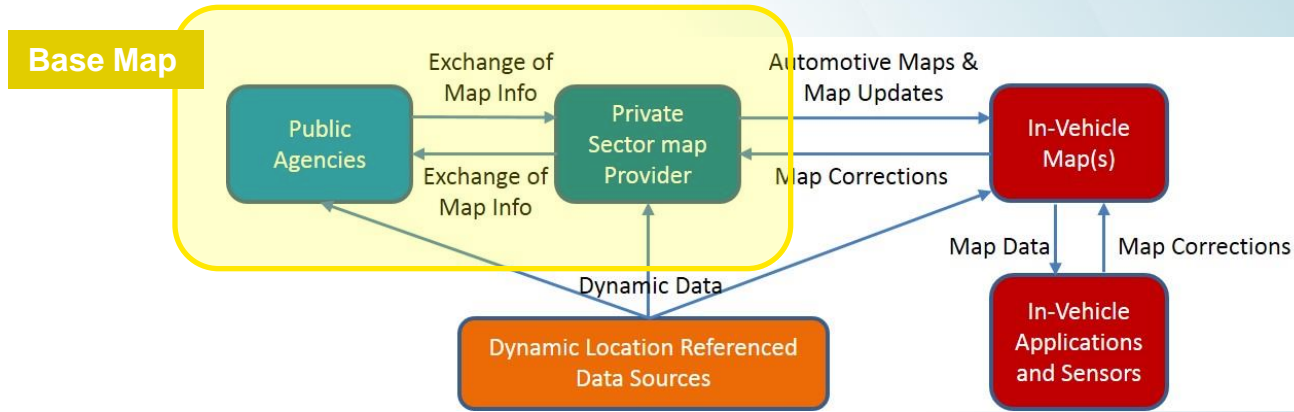 Base Map
Exchange of
Map Info
Automotive Maps &
Map Updates
Public
Agencies
Private
Sector map
Provider
In-Vehicle
Map(s)
Exchange of
Map Info
Map Corrections
Map Data
Map Corrections
Dynamic Data
Dynamic Location Referenced
Data Sources
In-Vehicle
Applications
and Sensors